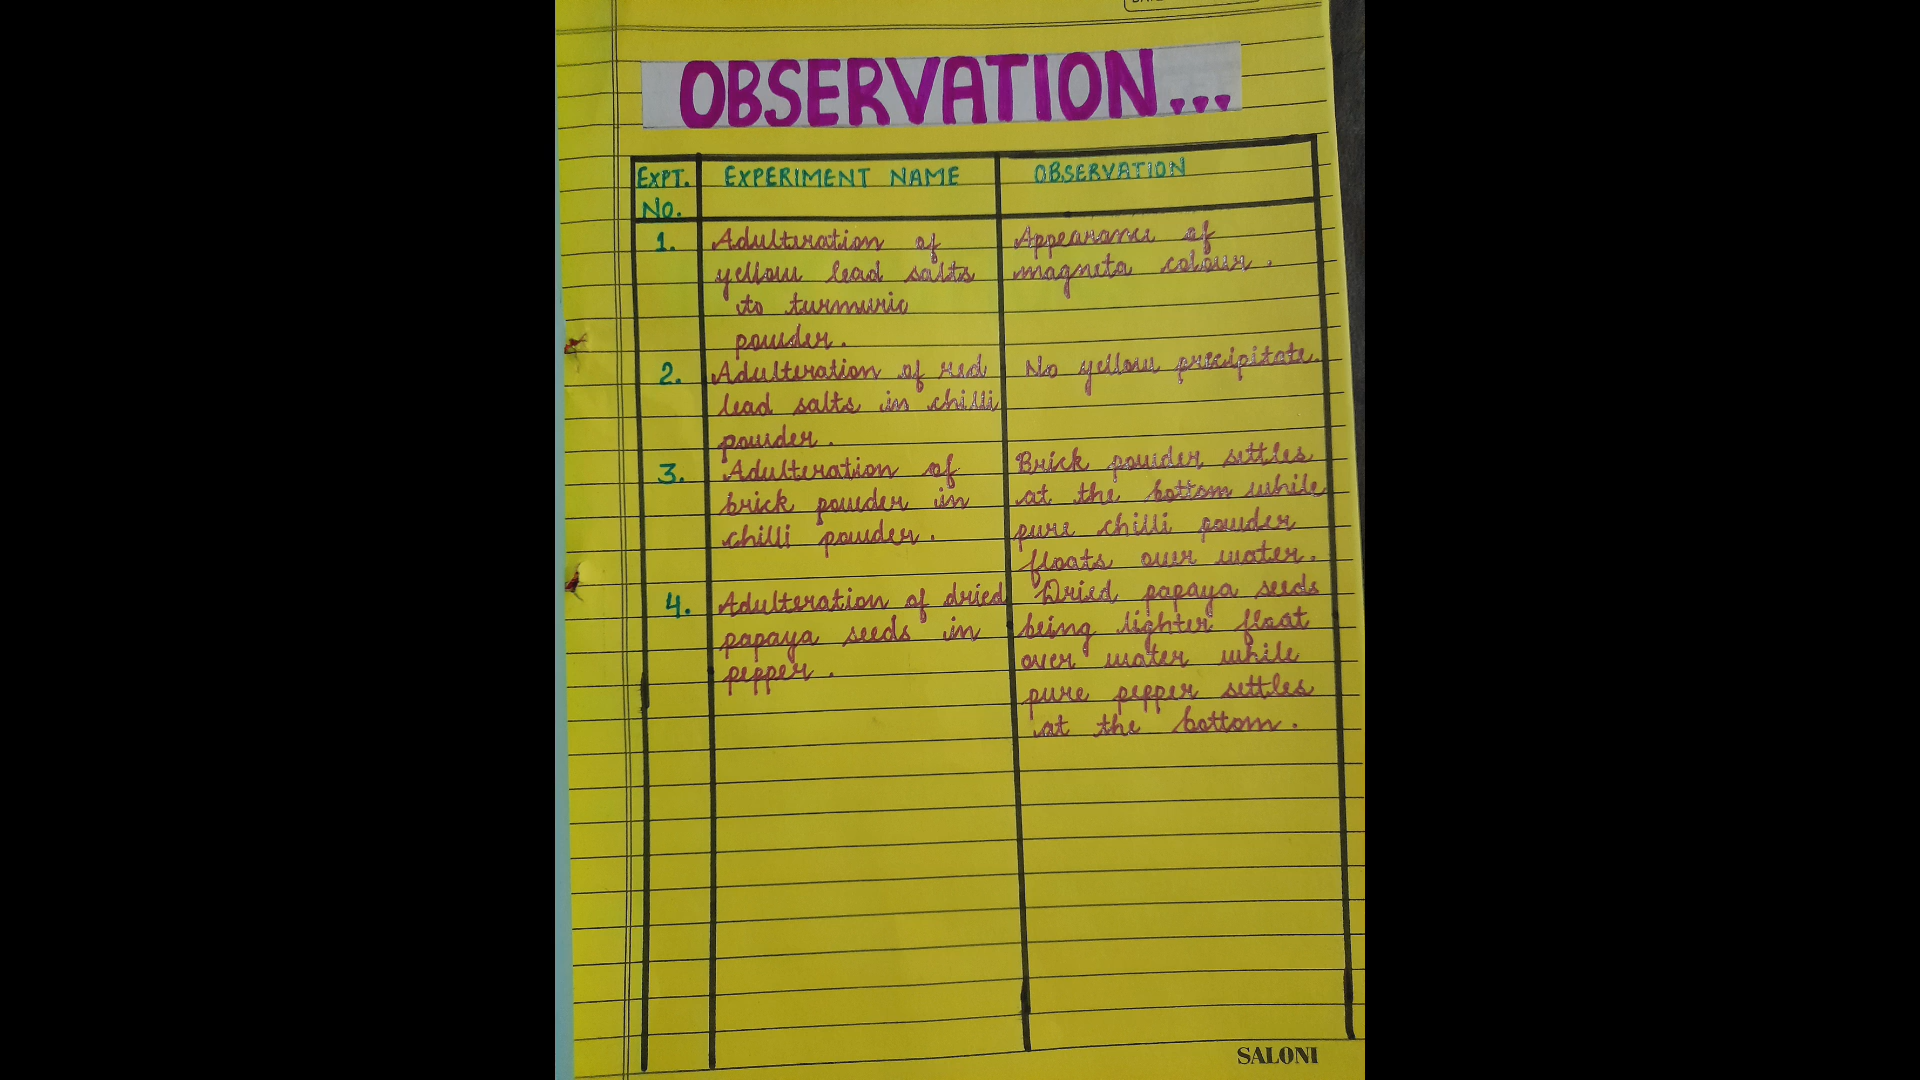 OBSERVATION...
EXPT. NO.
EXPERIMENT NAME
OBSERVATION
1.
Adulteration of
yellow lead salts
to turmuric
powder.
Appearance of
magneta colour.
2.
Adulteration of red
lead salts in chilli
powder.
No yellow precipitate.
3.
Adulteration of
brick powder in
chilli powder.
Brick powder settles
at the bottom while
pure chilli powder
floats over water.
4.
Adulteration of dried
papaya seeds in
pepper.
Dried papaya seeds
being lighter float
over water while
pure pepper settles
at the bottom.
SALONI